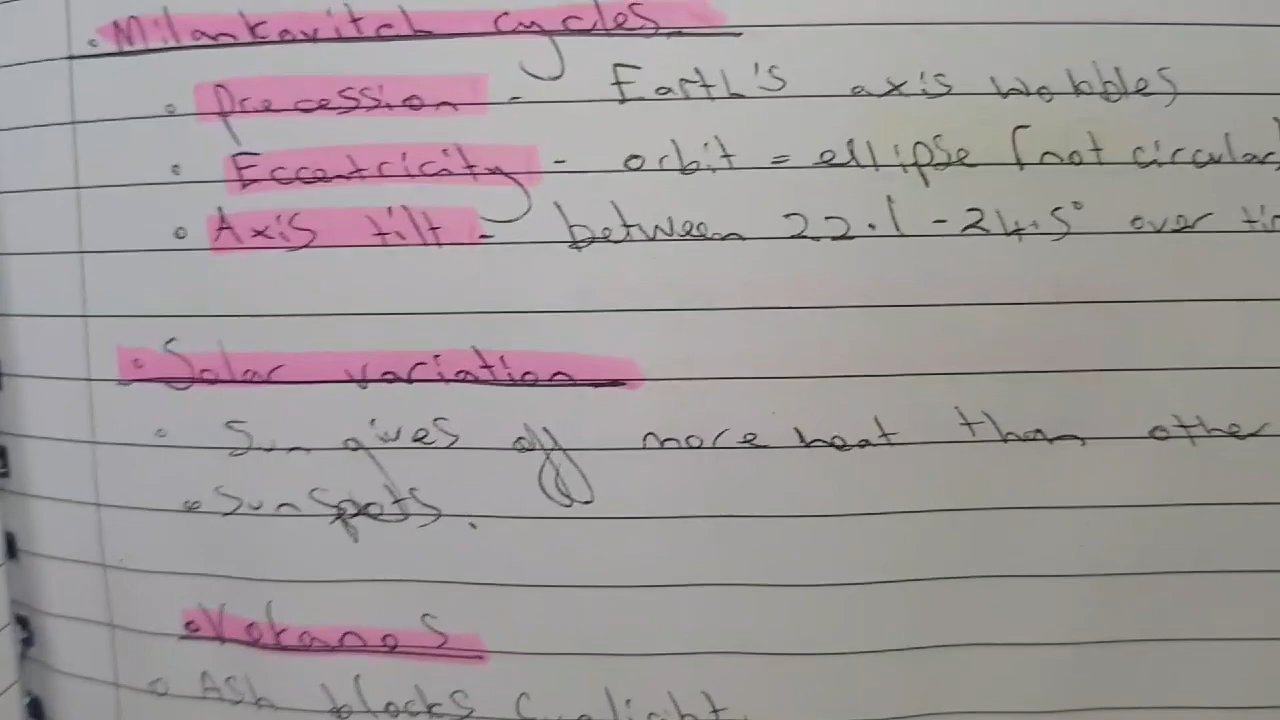 • Milankovitch cycles
• Precession - Earth's axis wobbles
• Eccentricity - orbit = ellipse (not circular)
• Axis tilt - between 22.1 - 24.5° over
• Solar variation
• Sun gives off more heat than other
• Sunspots.
• Volcanos
• Ash blocks sunlight.